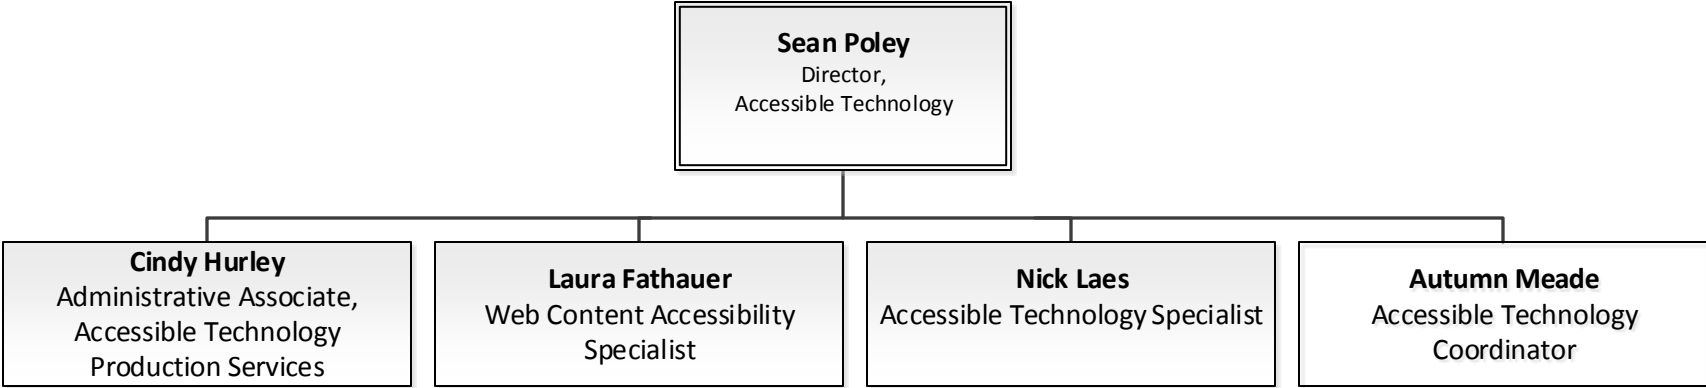 Sean Poley
Director,
Accessible Technology
Cindy Hurley
Administrative Associate,
Accessible Technology
Production Services
Laura Fathauer
Web Content Accessibility
Specialist
Nick Laes
Accessible Technology Specialist
Autumn Meade
Accessible Technology
Coordinator